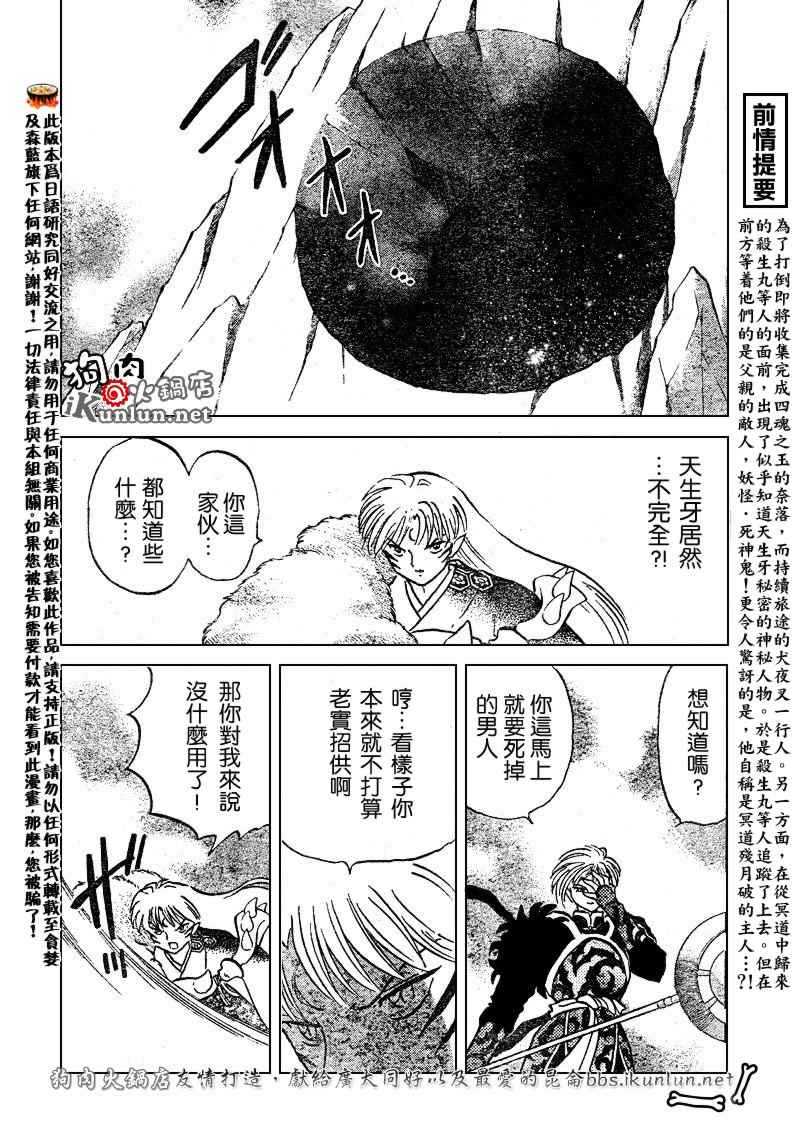 前情提要
為了打倒即將收集完成四魂之玉的奈落，而持續旅途的犬夜叉一行人。另一方面，在從冥道中歸來
的殺生丸等人的面前，出現了似乎知道天生牙秘密的神秘人物。於是殺生丸等人追蹤了上去。但在
前方等着他們的是父親的敵人，妖怪．死神鬼！更令人驚訝的是，他自稱是冥道殘月破的主人…?!
ゴゴ…
狗肉火鍋店
iKunlun.net
天生牙居然
…不完全?!
你這
家伙…
都知道些
什麼…?
想知道嗎?
你這馬上
就要死掉
的男人
哼…看樣子你
本來就不打算
老實招供啊
那你對我來說
沒什麼用了！
此版本爲日語研究同好交流之用，請勿用于任何商業用途。如您喜歡此作品，請支持正版！請勿以任何形式轉載至貪婪
及森藍旗下任何網站，謝謝！一切法律責任與本組無關。如果您被告知需要付款才能看到此漫畫，那麼，您被騙了！
狗肉火鍋店友情打造，獻給廣大同好以及最愛的昆侖bbs.ikunlun.net